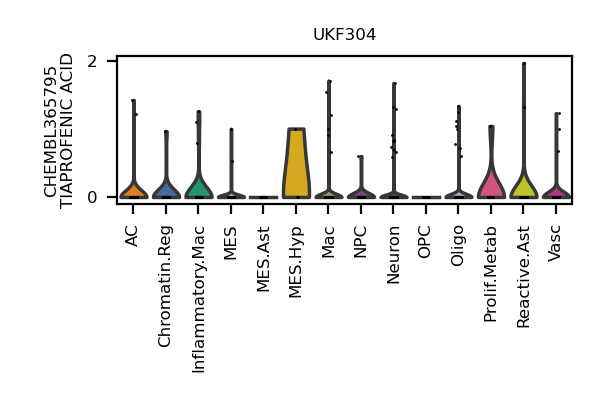 UKF304
CHEMBL365795
TIAPROFENIC ACID
2
0
AC
Chromatin.Reg
Inflammatory.Mac
MES
MES.Ast
MES.Hyp
Mac
NPC
Neuron
OPC
Oligo
Prolif.Metab
Reactive.Ast
Vasc